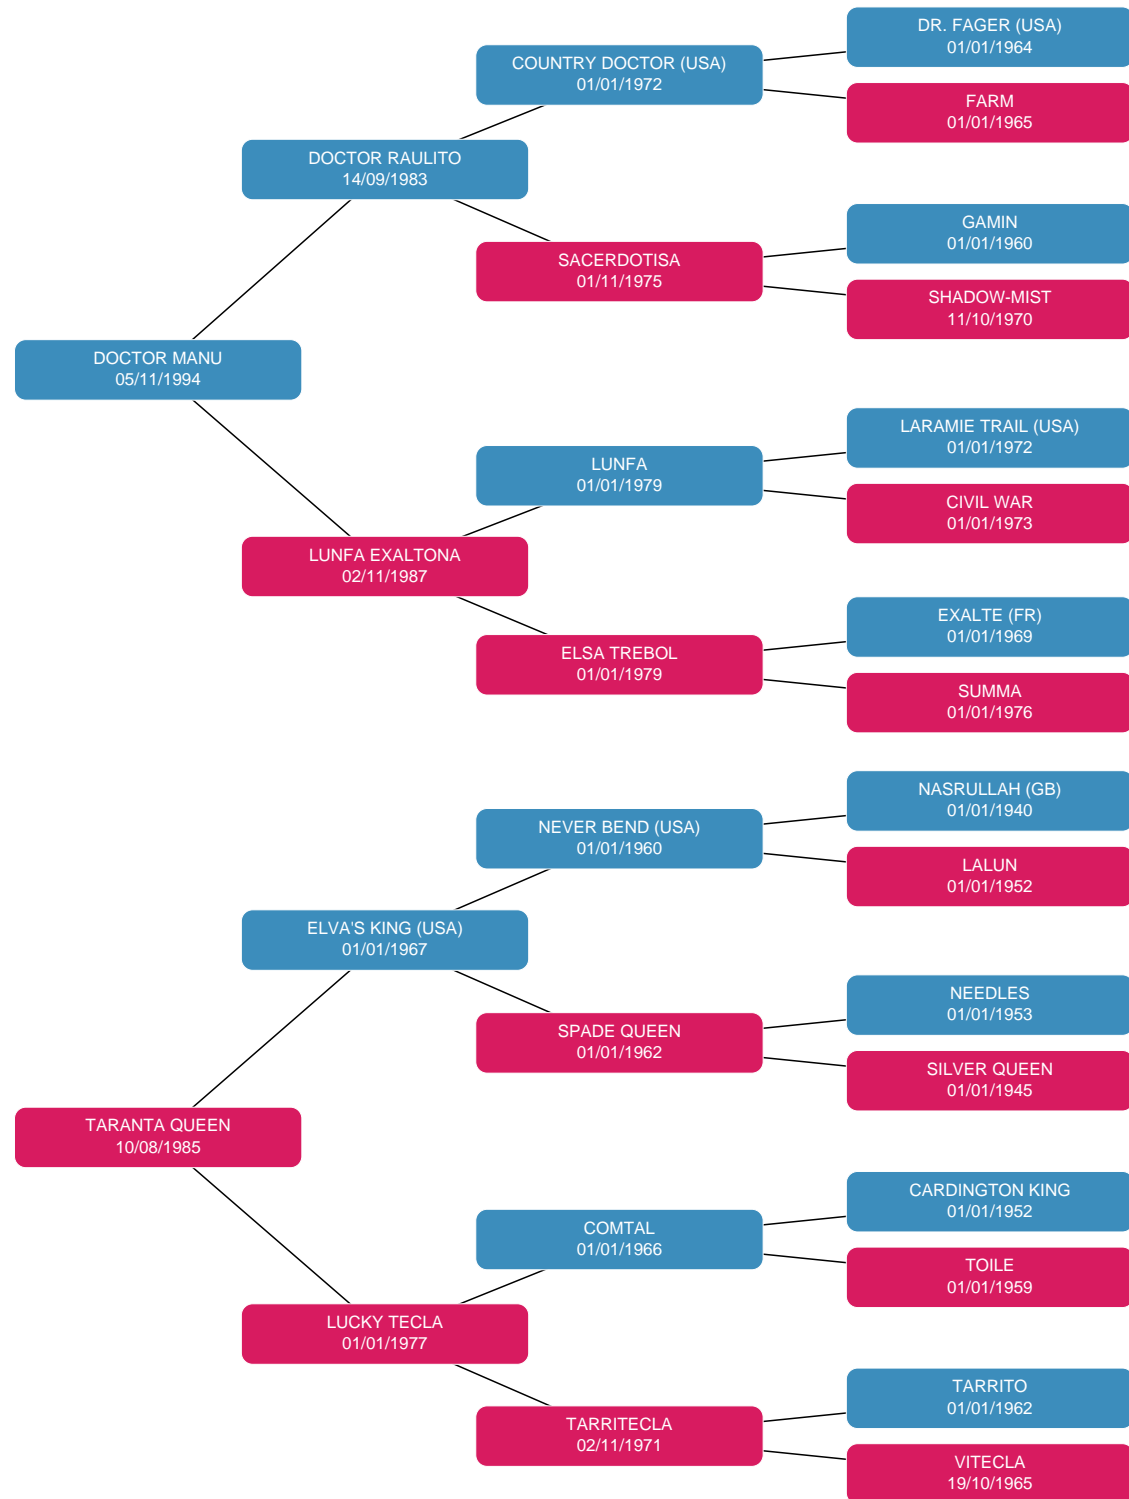 DR. FAGER (USA)
01/01/1964
COUNTRY DOCTOR (USA)
01/01/1972
FARM
01/01/1965
DOCTOR RAULITO
14/09/1983
GAMIN
01/01/1960
SACERDOTISA
01/11/1975
SHADOW-MIST
11/10/1970
DOCTOR MANU
05/11/1994
LARAMIE TRAIL (USA)
01/01/1972
LUNFA
01/01/1979
CIVIL WAR
01/01/1973
LUNFA EXALTONA
02/11/1987
EXALTE (FR)
01/01/1969
ELSA TREBOL
01/01/1979
SUMMA
01/01/1976
NASRULLAH (GB)
01/01/1940
NEVER BEND (USA)
01/01/1960
LALUN
01/01/1952
ELVA'S KING (USA)
01/01/1967
NEEDLES
01/01/1953
SPADE QUEEN
01/01/1962
SILVER QUEEN
01/01/1945
TARANTA QUEEN
10/08/1985
CARDINGTON KING
01/01/1952
COMTAL
01/01/1966
TOILE
01/01/1959
LUCKY TECLA
01/01/1977
TARRITO
01/01/1962
TARRITECLA
02/11/1971
VITECLA
19/10/1965